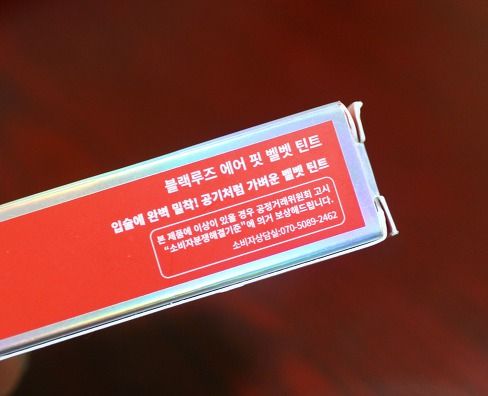 블랙루즈 에어 핏 벨벳 틴트
입술에 완벽 밀착! 공기처럼 가벼운 벨벳 틴트
본 제품에 이상이 있을 경우 공정거래위원회 고시
"소비자분쟁해결기준"에 의거 보상해드립니다.
소비자상담실:070-5089-2462